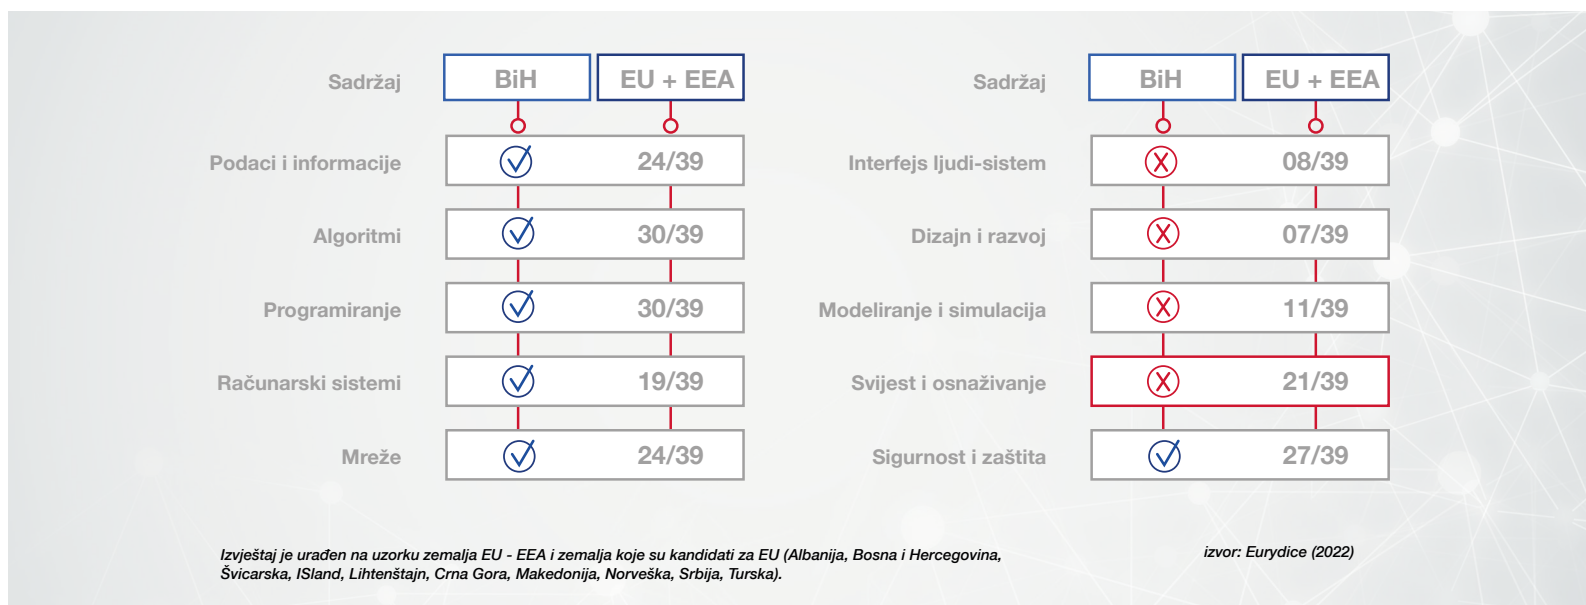 Sadržaj BiH EU + EEA
Podaci i informacije 24/39
Algoritmi 30/39
Programiranje 30/39
Računarski sistemi 19/39
Mreže 24/39
Sadržaj BiH EU + EEA
Interfejs ljudi-sistem 08/39
Dizajn i razvoj 07/39
Modeliranje i simulacija 11/39
Svijest i osnaživanje 21/39
Sigurnost i zaštita 27/39
Izvještaj je urađen na uzorku zemalja EU - EEA i zemalja koje su kandidati za EU (Albanija, Bosna i Hercegovina,
Švicarska, ISland, Lihtenštajn, Crna Gora, Makedonija, Norveška, Srbija, Turska).
izvor: Eurydice (2022)